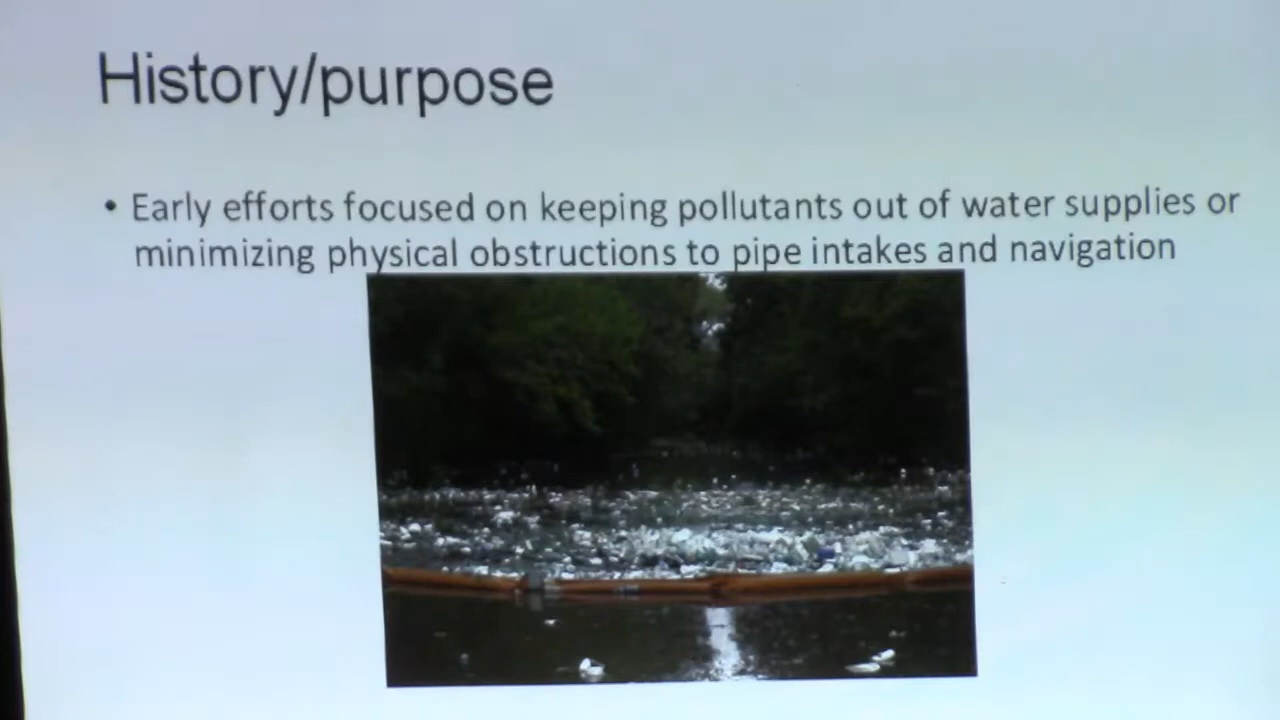 History/purpose
• Early efforts focused on keeping pollutants out of water supplies or
minimizing physical obstructions to pipe intakes and navigation